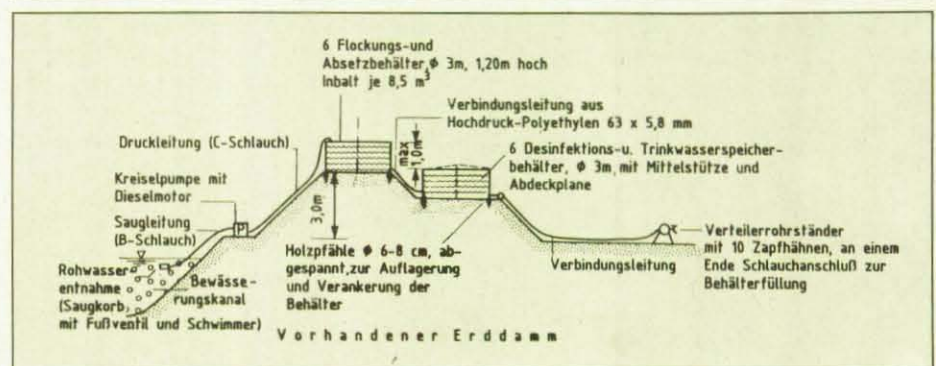 6 Flockungs-und
Absetzbehälter, ϕ 3m, 1,20m hoch
Inbalt je 8,5 m³
Verbindungsleitung aus
Hochdruck-Polyethylen 63 x 5,8 mm
Druckleitung (C-Schlauch)
max
1,0m
6 Desinfektions-u. Trinkwasserspeicher-
behälter, ϕ 3m, mit Mittelstütze und
Abdeckplane
Kreiselpumpe mit
Dieselmotor
Saugleitung
(B-Schlauch)
P
3,0m
Rohwasser-
entnahme
(Saugkorb
mit Fußventil und Schwimmer)
Bewässe-
rungskanal
Holzpfähle ϕ 6-8 cm, ab-
gespannt, zur Auflagerung
und Verankerung der
Behälter
Verbindungsleitung
Verteilerrohrständer
mit 10 Zapfhähnen, an einem
Ende Schlauchanschluß zur
Behälterfüllung
Vorhandener Erddamm